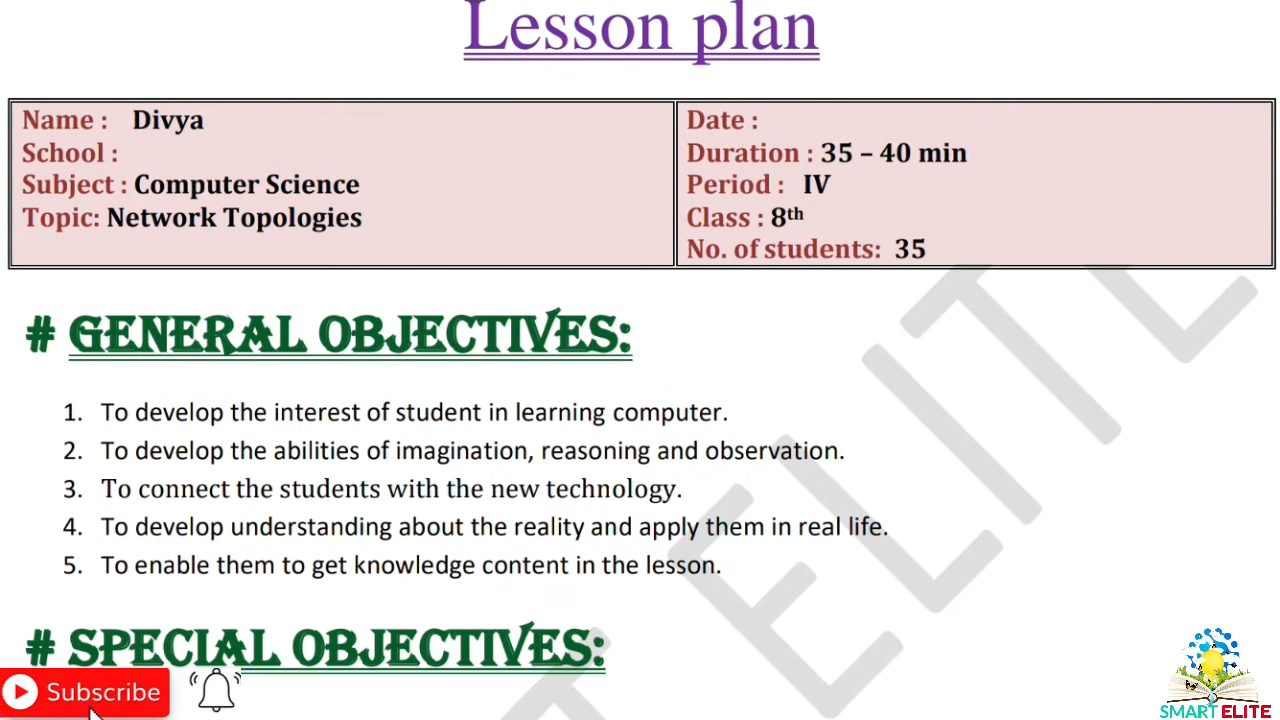 Lesson plan
Name : Divya
School :
Subject : Computer Science
Topic: Network Topologies
Date :
Duration : 35 – 40 min
Period : IV
Class : 8th
No. of students: 35
# GENERAL OBJECTIVES:
1. To develop the interest of student in learning computer.
2. To develop the abilities of imagination, reasoning and observation.
3. To connect the students with the new technology.
4. To develop understanding about the reality and apply them in real life.
5. To enable them to get knowledge content in the lesson.
# SPECIAL OBJECTIVES:
Subscribe
SMART ELITE
ELITE